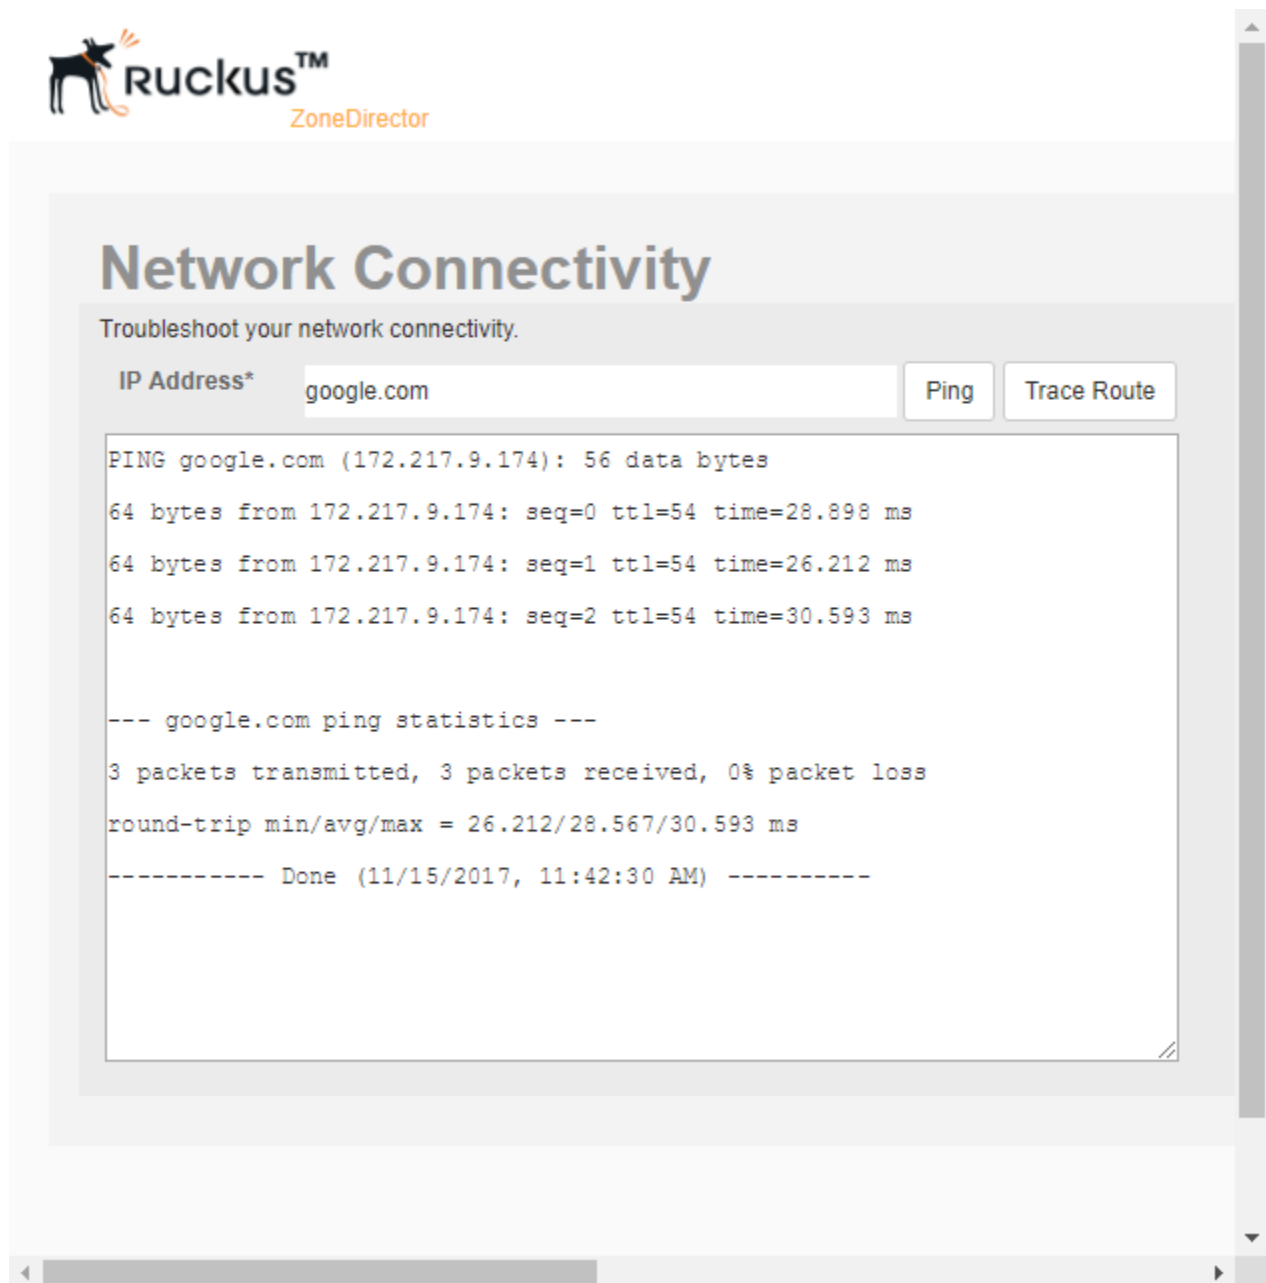 RUCKUS™
ZoneDirector
Network Connectivity
Troubleshoot your network connectivity.
IP Address* google.com Ping Trace Route
PING google.com (172.217.9.174): 56 data bytes
64 bytes from 172.217.9.174: seq=0 ttl=54 time=28.898 ms
64 bytes from 172.217.9.174: seq=1 ttl=54 time=26.212 ms
64 bytes from 172.217.9.174: seq=2 ttl=54 time=30.593 ms
--- google.com ping statistics ---
3 packets transmitted, 3 packets received, 0% packet loss
round-trip min/avg/max = 26.212/28.567/30.593 ms
----------- Done (11/15/2017, 11:42:30 AM) ----------